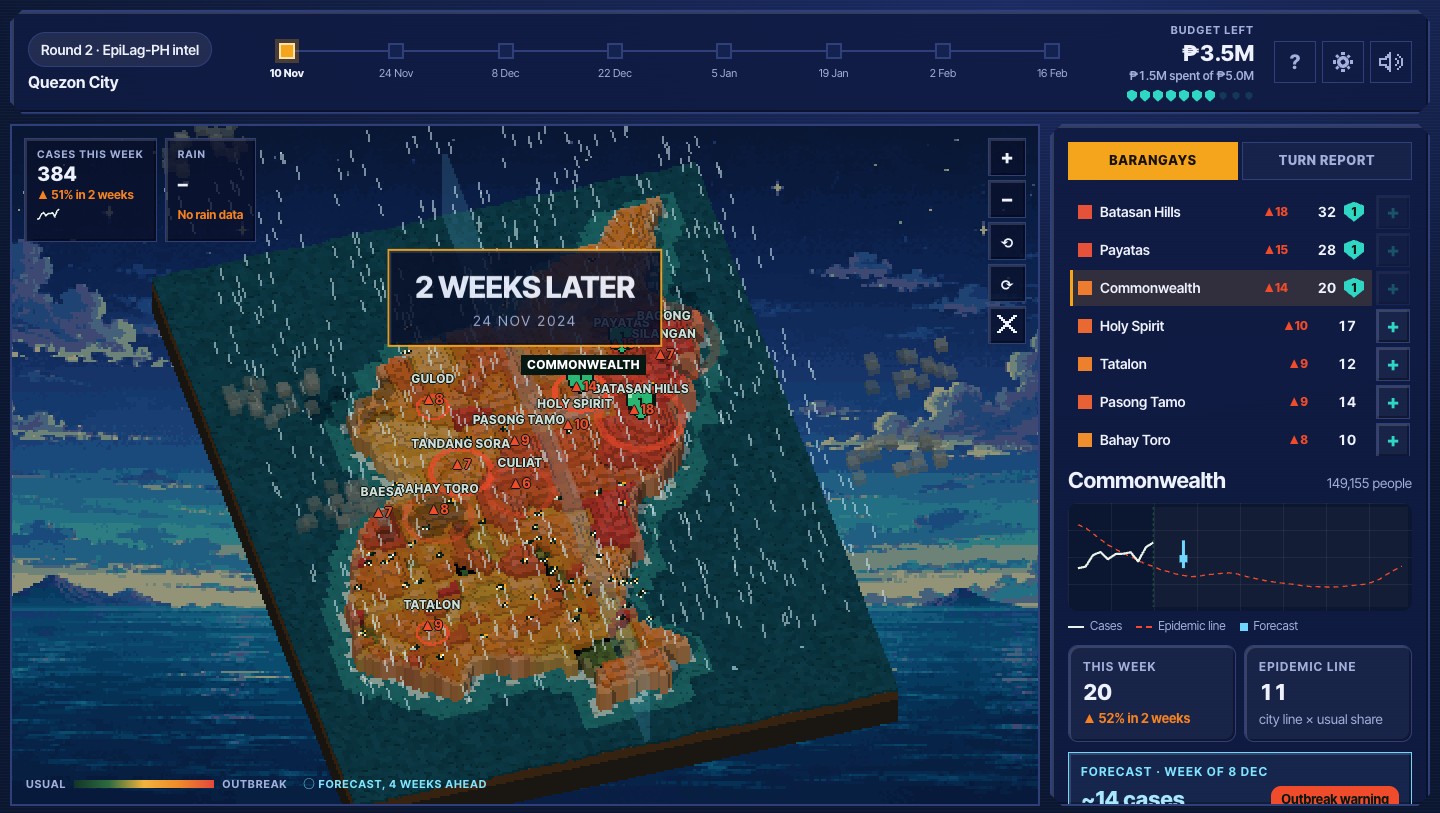 Round 2 · EpiLag-PH intel
Quezon City
10 Nov
24 Nov
8 Dec
22 Dec
5 Jan
19 Jan
2 Feb
16 Feb
BUDGET LEFT
₱3.5M
₱1.5M spent of ₱5.0M
?
CASES THIS WEEK
384
▲ 51% in 2 weeks
RAIN
–
No rain data
+
−
⟲
⟳
2 WEEKS LATER
24 NOV 2024
PAYATAS
BAGONG
SILANGAN
▲7
COMMONWEALTH
▲14
BATASAN HILLS
▲18
GULOD
▲8
HOLY SPIRIT
▲10
PASONG TAMO
▲9
TANDANG SORA
▲7
CULIAT
▲6
BAESA
▲7
BAHAY TORO
▲8
TATALON
▲9
USUAL
OUTBREAK
FORECAST, 4 WEEKS AHEAD
BARANGAYS
TURN REPORT
Batasan Hills ▲18 32 1 +
Payatas ▲15 28 1 +
Commonwealth ▲14 20 1 +
Holy Spirit ▲10 17 +
Tatalon ▲9 12 +
Pasong Tamo ▲9 14 +
Bahay Toro ▲8 10 +
Commonwealth
149,155 people
Cases
Epidemic line
Forecast
THIS WEEK
20
▲ 52% in 2 weeks
EPIDEMIC LINE
11
city line × usual share
FORECAST · WEEK OF 8 DEC
~14 cases
Outbreak warning